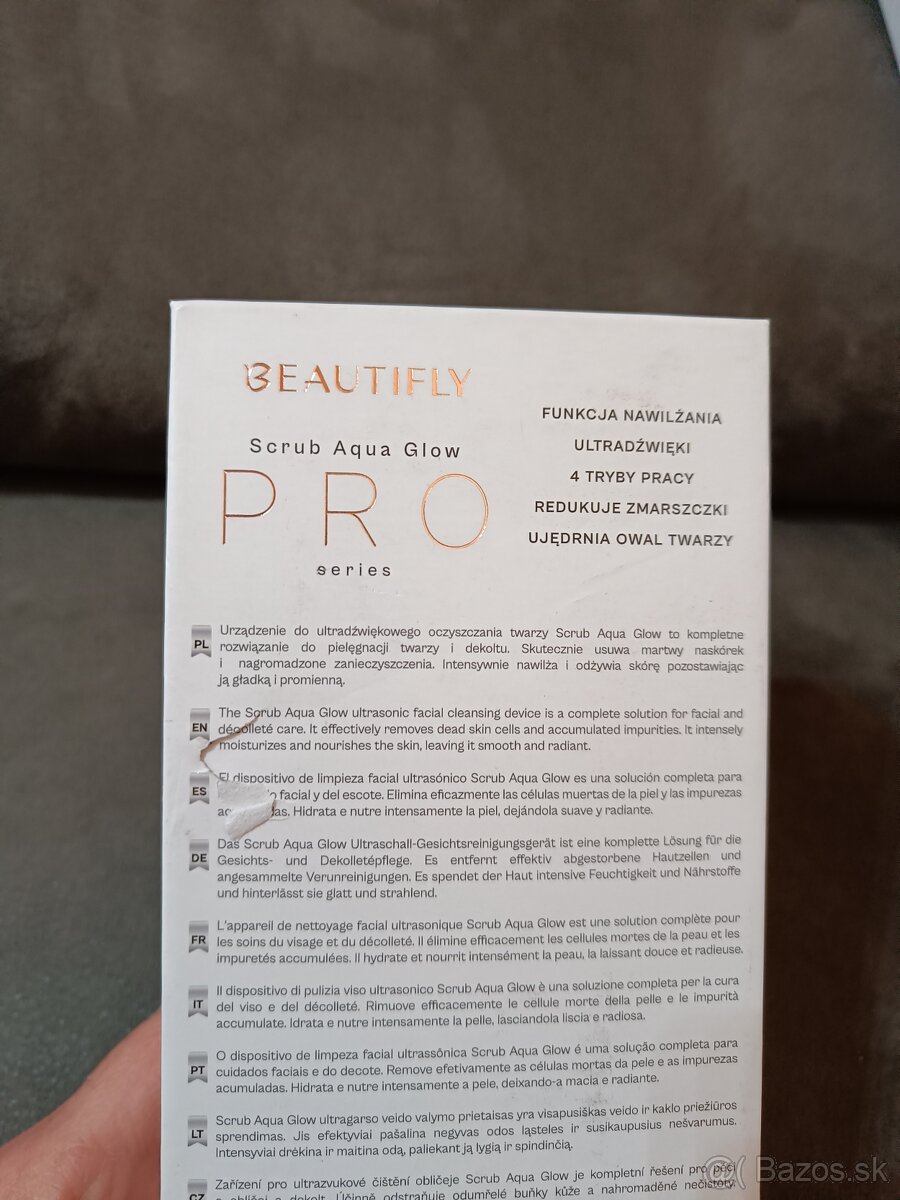 BEAUTIFLY
Scrub Aqua Glow
PRO
series
FUNKCJA NAWILŻANIA
ULTRADŹWIĘKI
4 TRYBY PRACY
REDUKUJE ZMARSZCZKI
UJĘDRNIA OWAL TWARZY
PL
Urządzenie do ultradźwiękowego oczyszczania twarzy Scrub Aqua Glow to kompletne
rozwiązanie do pielęgnacji twarzy i dekoltu. Skutecznie usuwa martwy naskórek
i nagromadzone zanieczyszczenia. Intensywnie nawilża i odżywia skórę pozostawiając
ją gładką i promienną.
EN
The Scrub Aqua Glow ultrasonic facial cleansing device is a complete solution for facial and
décolleté care. It effectively removes dead skin cells and accumulated impurities. It intensely
moisturizes and nourishes the skin, leaving it smooth and radiant.
ES
El dispositivo de limpieza facial ultrasónico Scrub Aqua Glow es una solución completa para
facial y del escote. Elimina eficazmente las células muertas de la piel y las impurezas
Hidrata e nutre intensamente la piel, dejándola suave y radiante.
DE
Das Scrub Aqua Glow Ultraschall-Gesichtsreinigungsgerät ist eine komplette Lösung für die
Gesichts- und Dekolletépflege. Es entfernt effektiv abgestorbene Hautzellen und
angesammelte Verunreinigungen. Es spendet der Haut intensive Feuchtigkeit und Nährstoffe
und hinterlässt sie glatt und strahlend.
FR
L'appareil de nettoyage facial ultrasonique Scrub Aqua Glow est une solution complète pour
les soins du visage et du décolleté. Il élimine efficacement les cellules mortes de la peau et les
impuretés accumulées. Il hydrate et nourrit intensément la peau, la laissant douce et radieuse.
IT
Il dispositivo di pulizia viso ultrasonico Scrub Aqua Glow è una soluzione completa per la cura
del viso e del décolleté. Rimuove efficacemente le cellule morte della pelle e le impurità
accumulate. Idrata e nutre intensamente la pelle, lasciandola liscia e radiosa.
PT
O dispositivo de limpeza facial ultrassônica Scrub Aqua Glow é uma solução completa para
cuidados faciais e do decote. Remove efetivamente as células mortas da pele e as impurezas
acumuladas. Hidrata e nutre intensamente a pele, deixando-a macia e radiante.
LT
Scrub Aqua Glow ultragarso veido valymo prietaisas yra visapusiškas veido ir kaklo priežiūros
sprendimas. Jis efektyviai pašalina negyvas odos ląsteles ir susikaupusius nešvarumus.
Intensyviai drėkina ir maitina odą, paliekant ją lygią ir spindinčią.
CZ
Zařízení pro ultrazvukové čištění obličeje Scrub Aqua Glow je kompletní řešení pro péči
o obličej a dekolt. Účinně odstraňuje odumřelé buňky kůže a nahromaděné nečistoty.
Bazos.sk